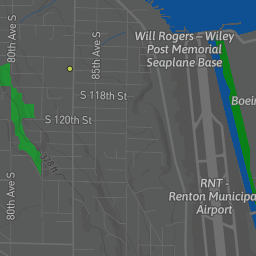 80th Ave S
85th Ave S
Will Rogers – Wiley
Post Memorial
Seaplane Base
S 118th St
Boein
S 120th St
80th Ave S
RNT -
Renton Municipa
Airport